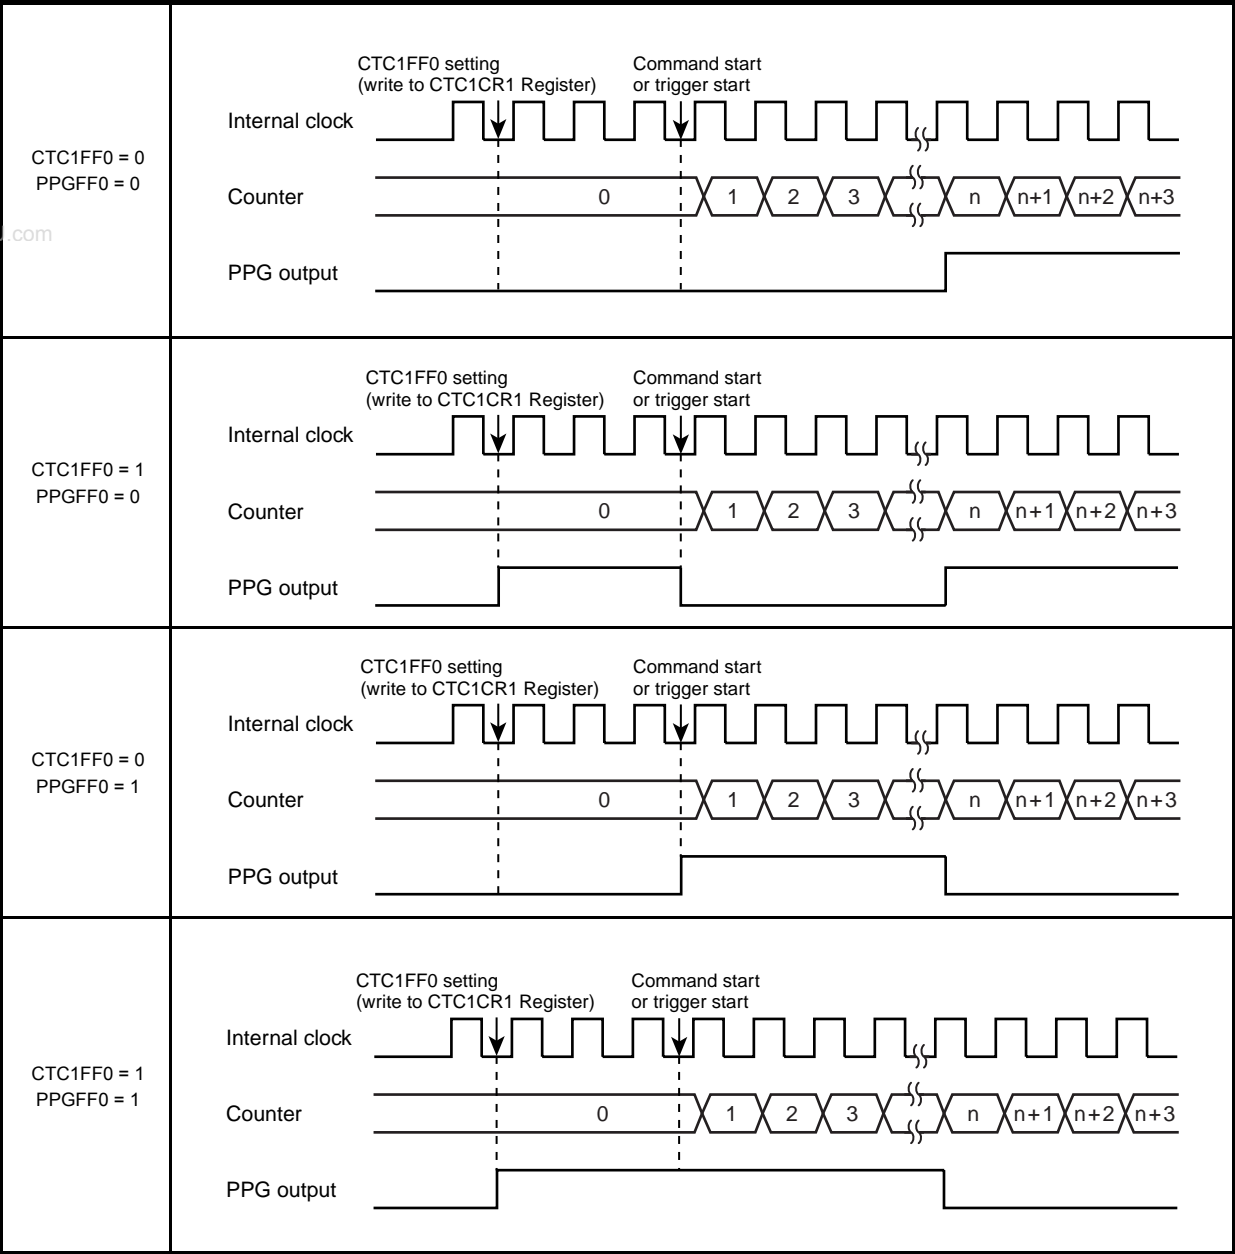 CTC1FF0 setting
(write to CTC1CR1 Register)
Command start
or trigger start
Internal clock
CTC1FF0 = 0
PPGFF0 = 0
Counter
0 1 2 3 n n+1 n+2 n+3
.com
PPG output
CTC1FF0 setting
(write to CTC1CR1 Register)
Command start
or trigger start
Internal clock
CTC1FF0 = 1
PPGFF0 = 0
Counter
0 1 2 3 n n+1 n+2 n+3
PPG output
CTC1FF0 setting
(write to CTC1CR1 Register)
Command start
or trigger start
Internal clock
CTC1FF0 = 0
PPGFF0 = 1
Counter
0 1 2 3 n n+1 n+2 n+3
PPG output
CTC1FF0 setting
(write to CTC1CR1 Register)
Command start
or trigger start
Internal clock
CTC1FF0 = 1
PPGFF0 = 1
Counter
0 1 2 3 n n+1 n+2 n+3
PPG output